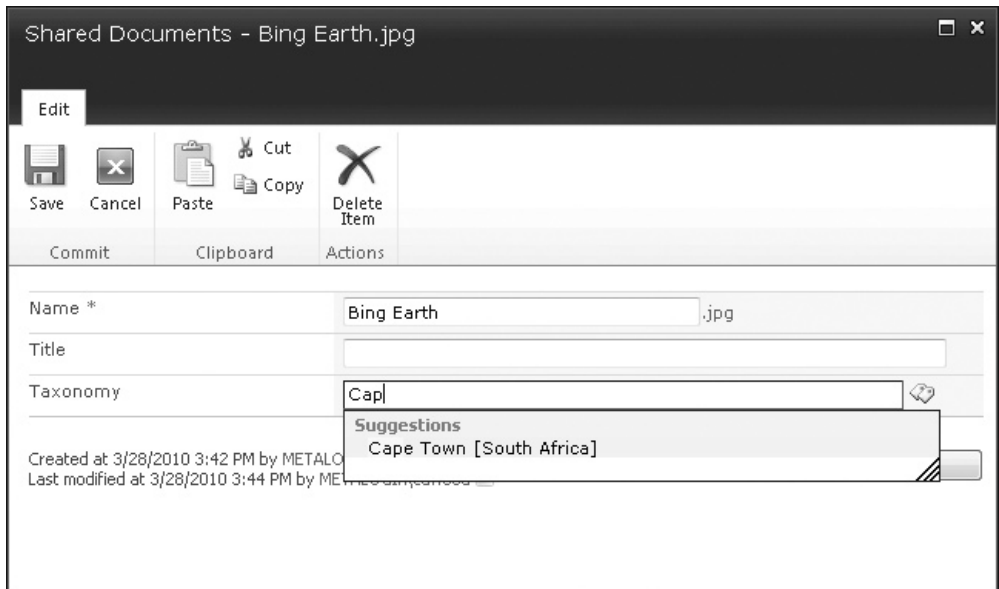 Shared Documents - Bing Earth.jpg
Edit
Save
Cancel
Paste
Cut
Copy
Delete
Item
Commit
Clipboard
Actions
Name *
Bing Earth
.jpg
Title
Taxonomy
Cap
Suggestions
Cape Town [South Africa]
Created at 3/28/2010 3:42 PM by
Last modified at 3/28/2010 3:44 PM by